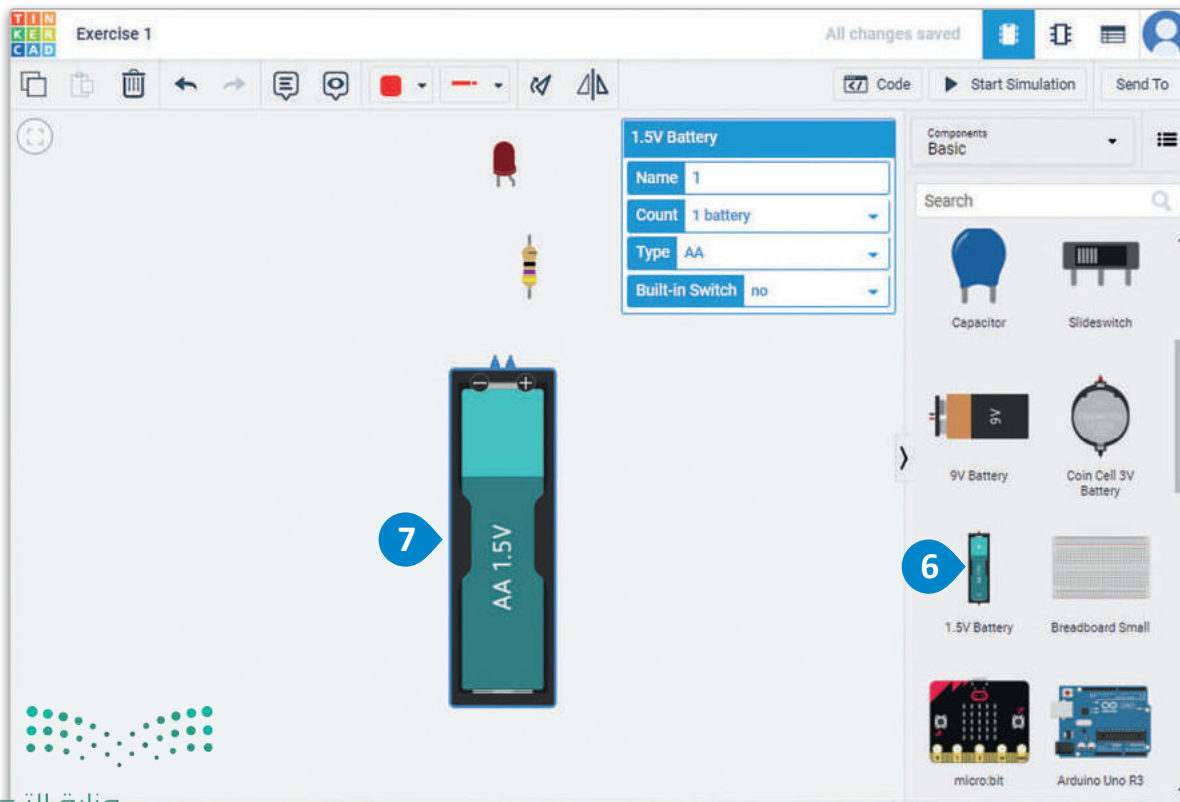 TIN
KER
CAD
Exercise 1
All changes saved
Code
Start Simulation
Send To
1.5V Battery
Name 1
Count 1 battery
Type AA
Built-in Switch no
Components
Basic
Search
Capacitor
Slideswitch
9V
9V Battery
Coin Cell 3V
Battery
7
AA 1.5V
6
1.5V Battery
Breadboard Small
micro:bit
Arduino Uno R3